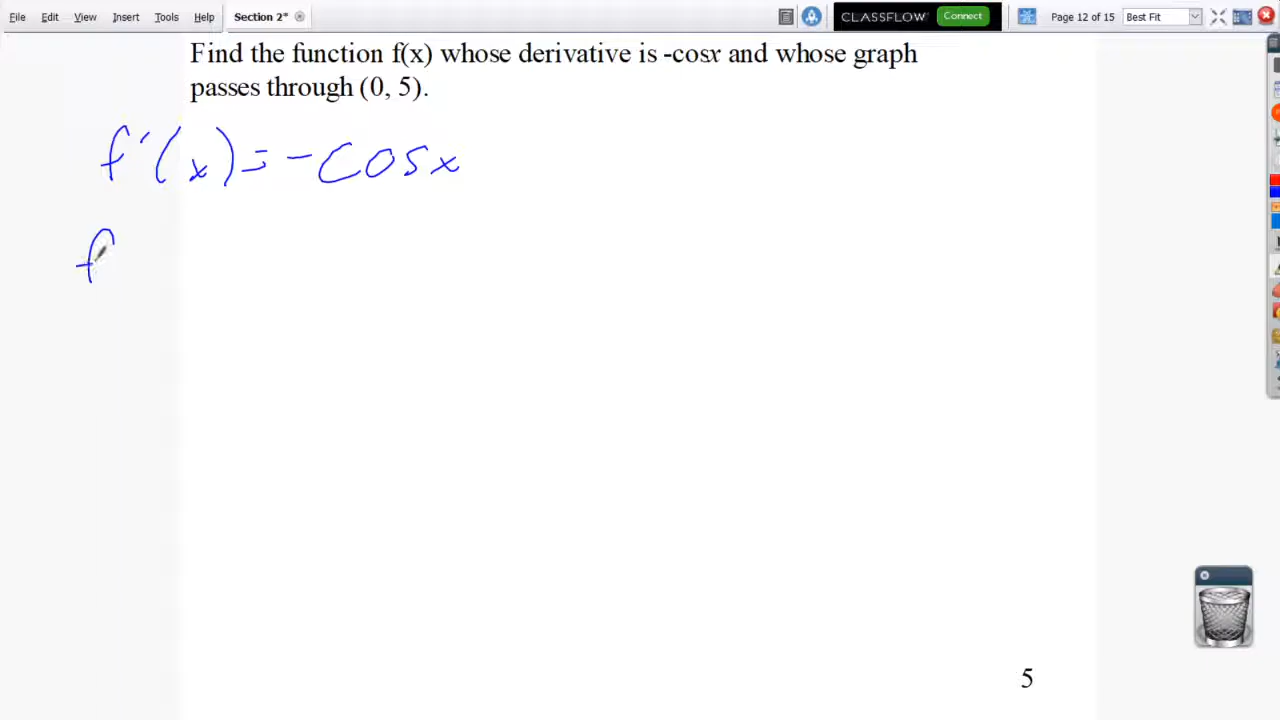 File Edit View Insert Tools Help Section 2* CLASSFLOW Connect Page 12 of 15 Best Fit
Find the function f(x) whose derivative is -cosx and whose graph
passes through (0, 5).
f'(x)=-cosx
f
5